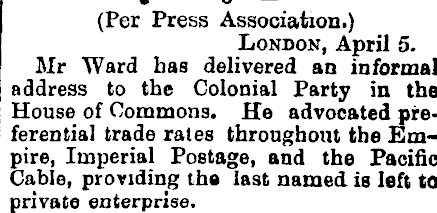 (Per Press Association.)
LONDON, April 5.
Mr Ward has delivered an informal
address to the Colonial Party in the
House of Commons. He advocated pre-
ferential trade rates throughout the Em-
pire, Imperial Postage, and the Pacific
Cable, providing the last named is left to
private enterprise.